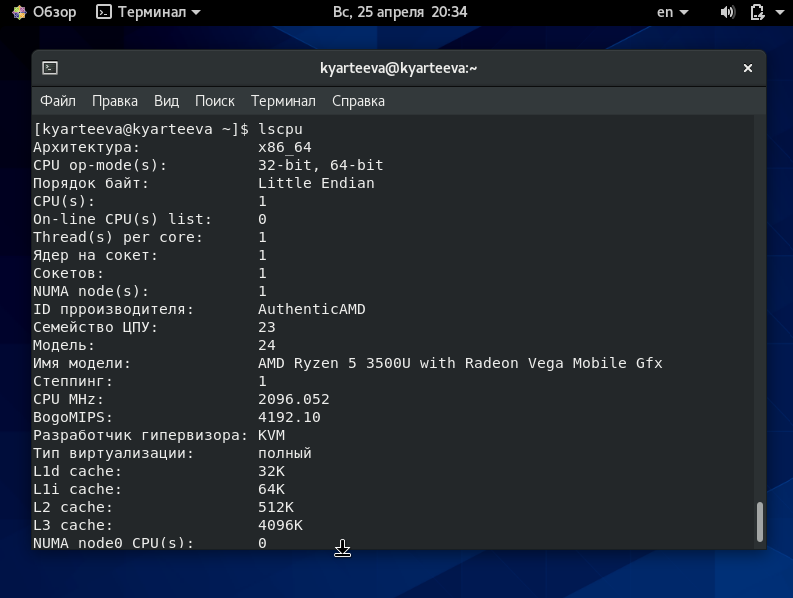 Обзор Терминал Вс, 25 апреля 20:34 en
kyarteeva@kyarteeva:~
Файл Правка Вид Поиск Терминал Справка
[kyarteeva@kyarteeva ~]$ lscpu
Архитектура: x86_64
CPU op-mode(s): 32-bit, 64-bit
Порядок байт: Little Endian
CPU(s): 1
On-line CPU(s) list: 0
Thread(s) per core: 1
Ядер на сокет: 1
Сокетов: 1
NUMA node(s): 1
ID прроизводителя: AuthenticAMD
Семейство ЦПУ: 23
Модель: 24
Имя модели: AMD Ryzen 5 3500U with Radeon Vega Mobile Gfx
Степпинг: 1
CPU MHz: 2096.052
BogoMIPS: 4192.10
Разработчик гипервизора: KVM
Тип виртуализации: полный
L1d cache: 32K
L1i cache: 64K
L2 cache: 512K
L3 cache: 4096K
NUMA node0 CPU(s): 0